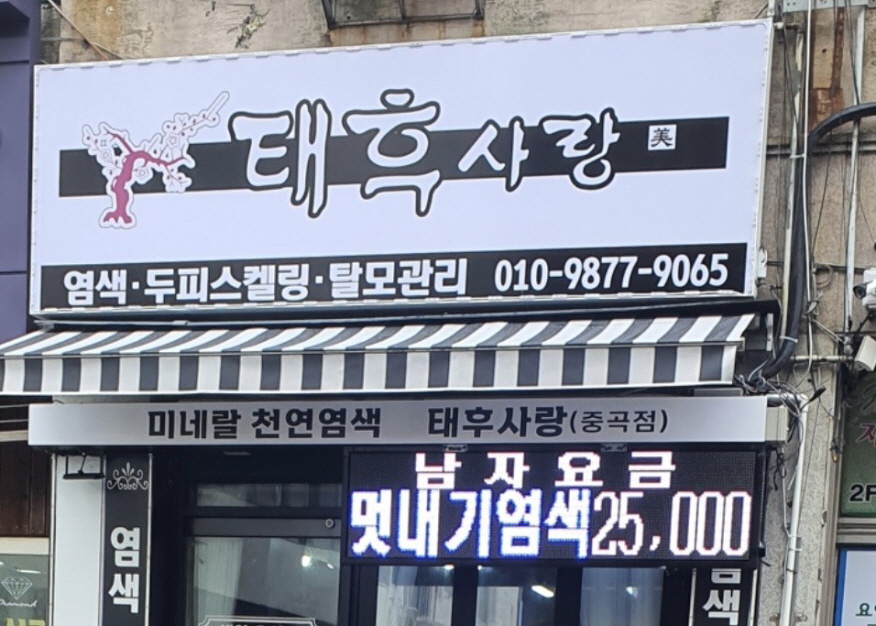 태후사랑 美
염색·두피스켈링·탈모관리 010-9877-9065
미네랄 천연염색 태후사랑(중곡점)
남자요금
멋내기염색25,000
염색
염색
2F
Diamond